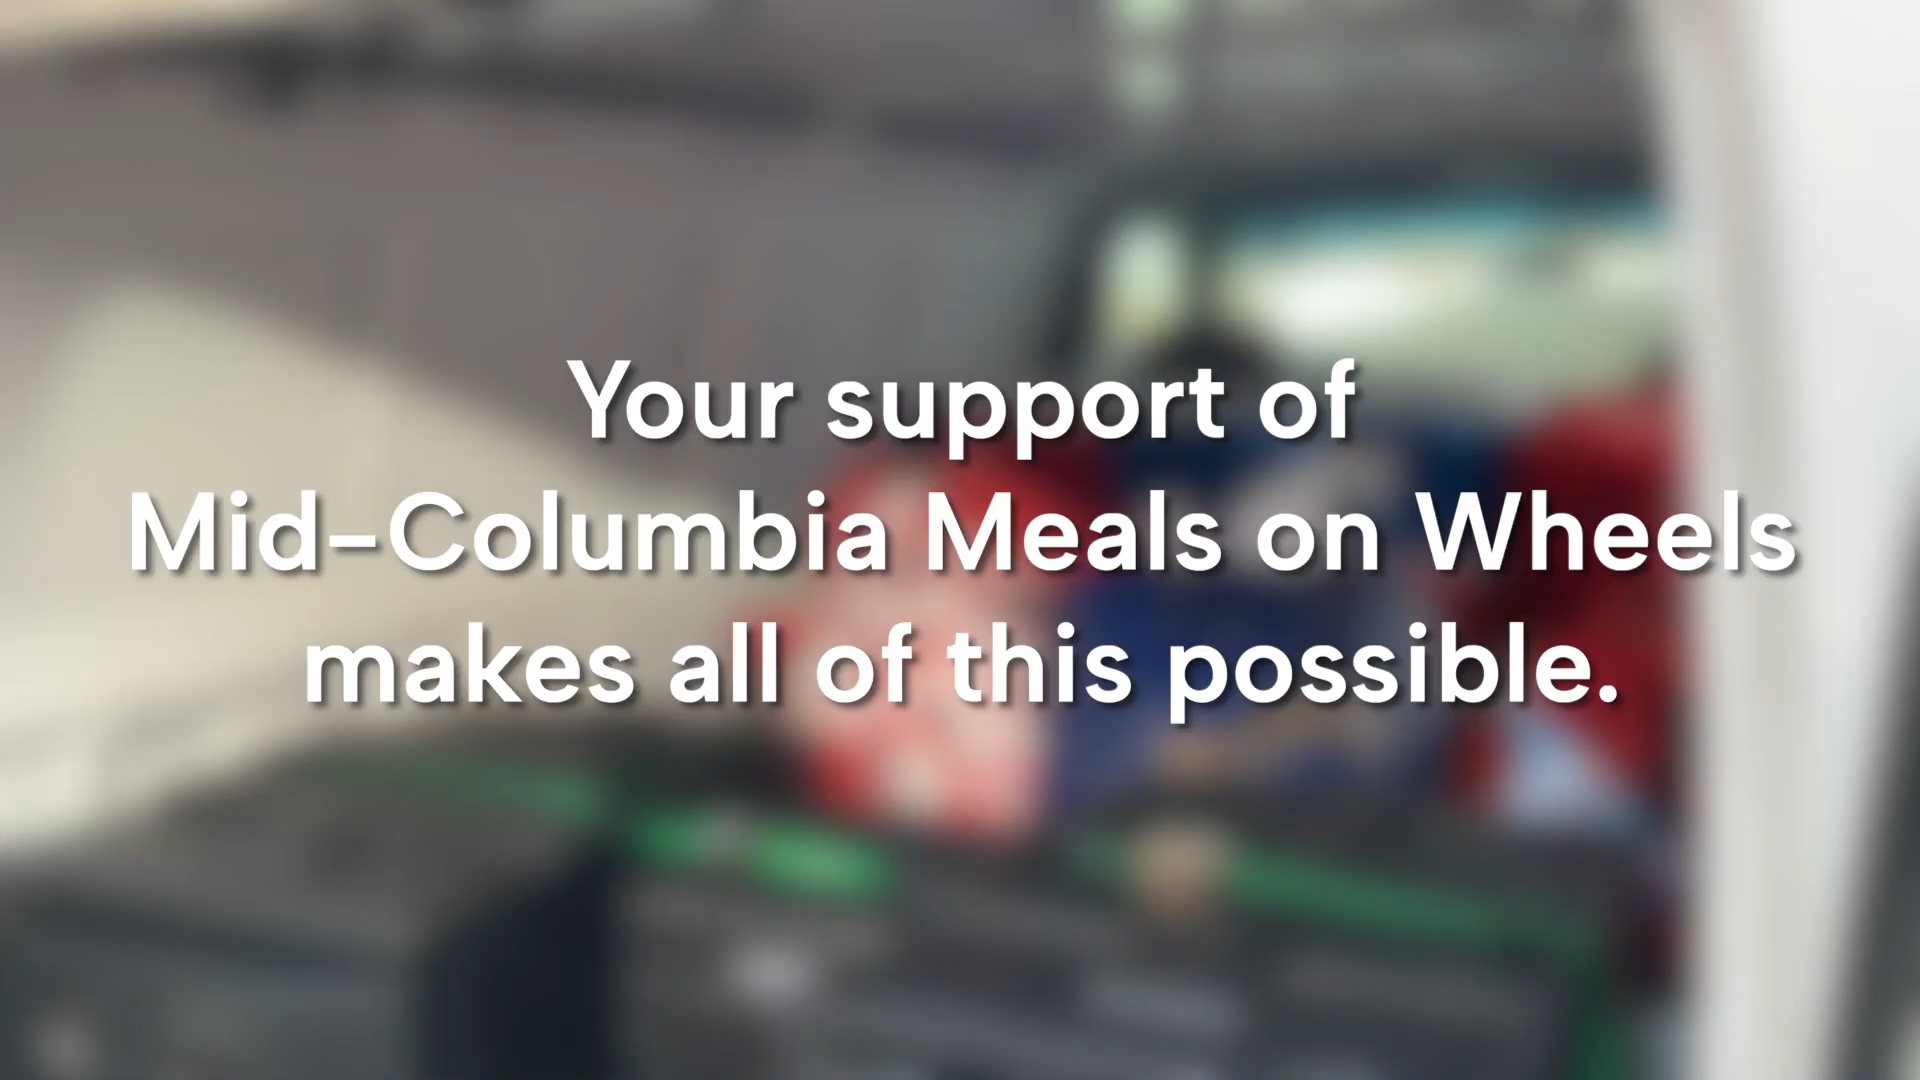 Your support of
Mid-Columbia Meals on Wheels
makes all of this possible.